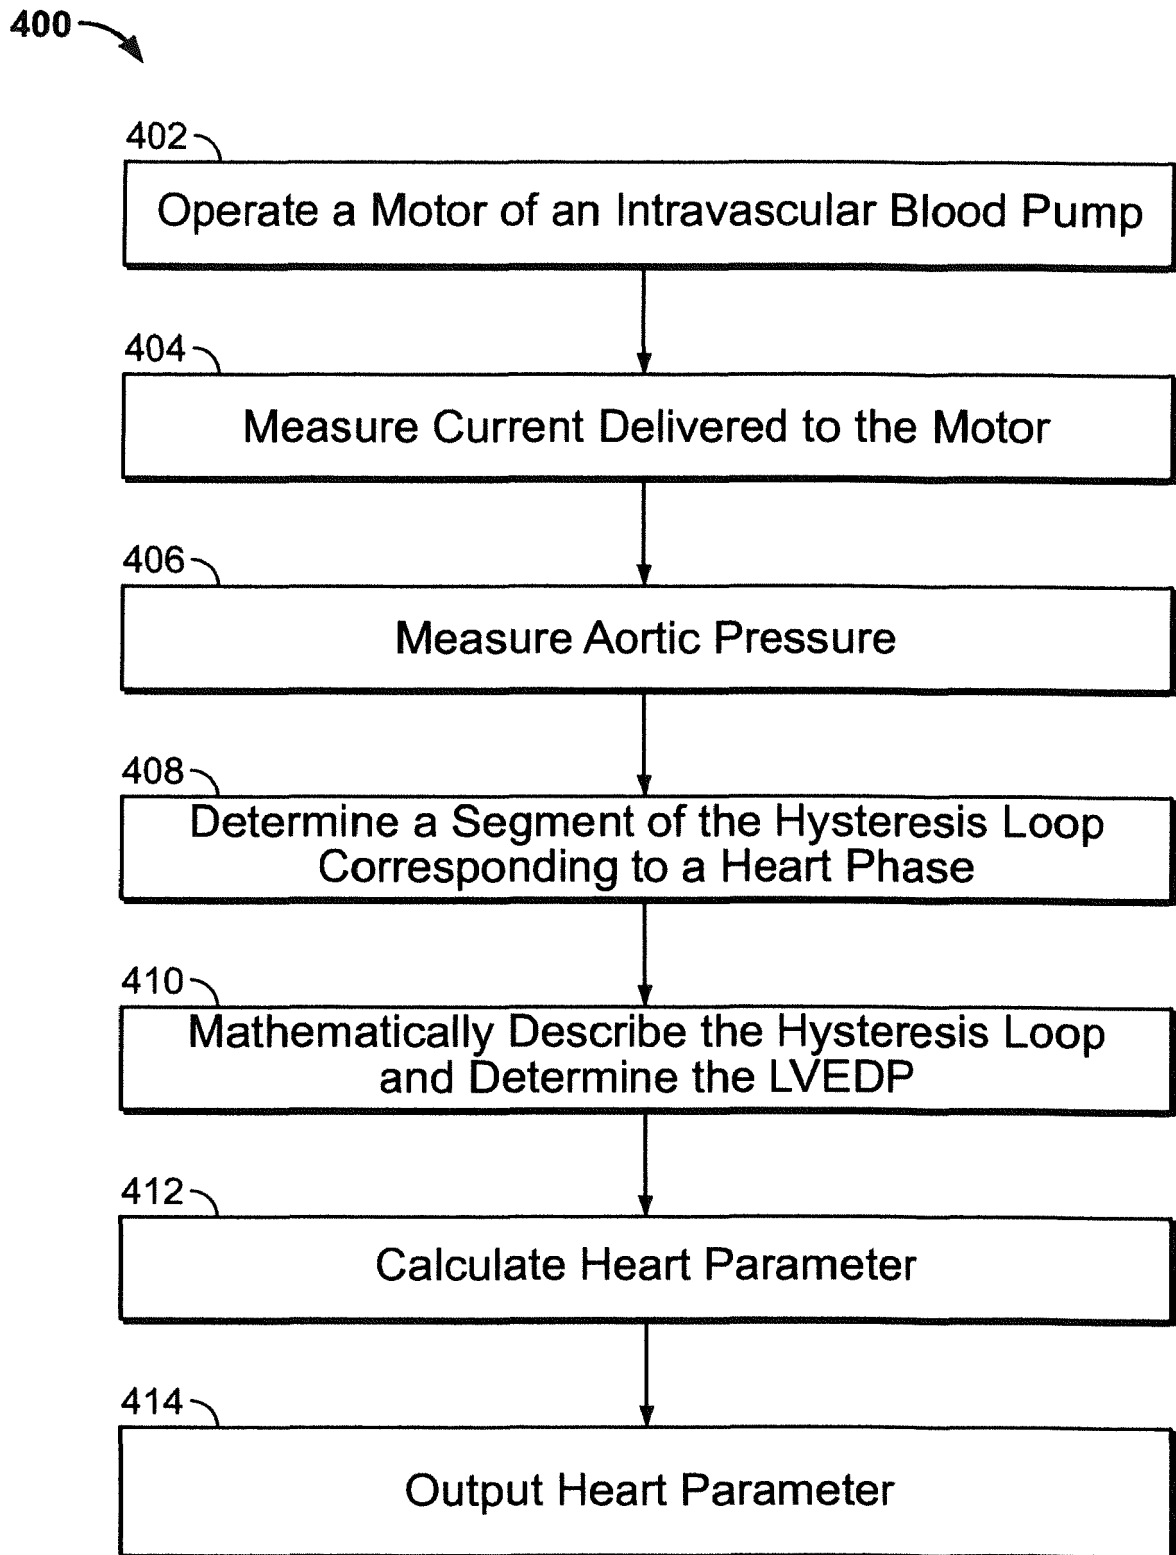 400
402
Operate a Motor of an Intravascular Blood Pump
404
Measure Current Delivered to the Motor
406
Measure Aortic Pressure
408
Determine a Segment of the Hysteresis Loop
Corresponding to a Heart Phase
410
Mathematically Describe the Hysteresis Loop
and Determine the LVEDP
412
Calculate Heart Parameter
414
Output Heart Parameter